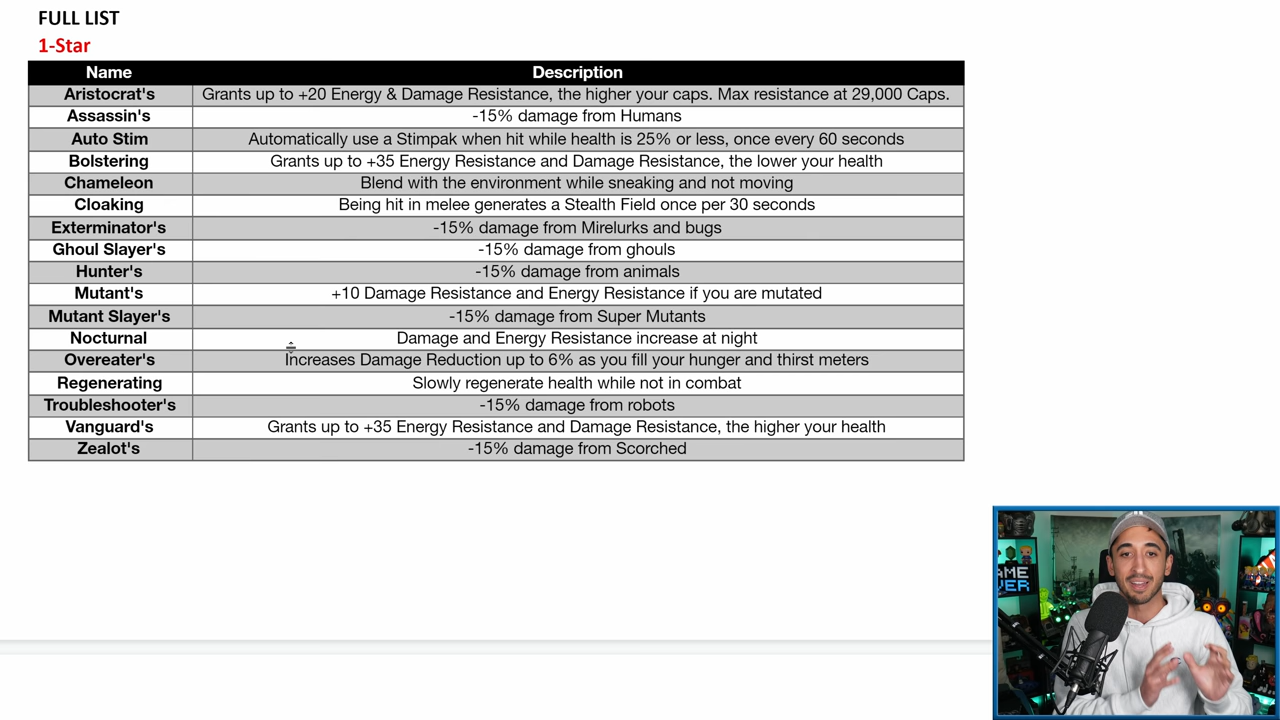 FULL LIST
1-Star
Name Description
Aristocrat's Grants up to +20 Energy & Damage Resistance, the higher your caps. Max resistance at 29,000 Caps.
Assassin's -15% damage from Humans
Auto Stim Automatically use a Stimpak when hit while health is 25% or less, once every 60 seconds
Bolstering Grants up to +35 Energy Resistance and Damage Resistance, the lower your health
Chameleon Blend with the environment while sneaking and not moving
Cloaking Being hit in melee generates a Stealth Field once per 30 seconds
Exterminator's -15% damage from Mirelurks and bugs
Ghoul Slayer's -15% damage from ghouls
Hunter's -15% damage from animals
Mutant's +10 Damage Resistance and Energy Resistance if you are mutated
Mutant Slayer's -15% damage from Super Mutants
Nocturnal Damage and Energy Resistance increase at night
Overeater's Increases Damage Reduction up to 6% as you fill your hunger and thirst meters
Regenerating Slowly regenerate health while not in combat
Troubleshooter's -15% damage from robots
Vanguard's Grants up to +35 Energy Resistance and Damage Resistance, the higher your health
Zealot's -15% damage from Scorched
AME
VER